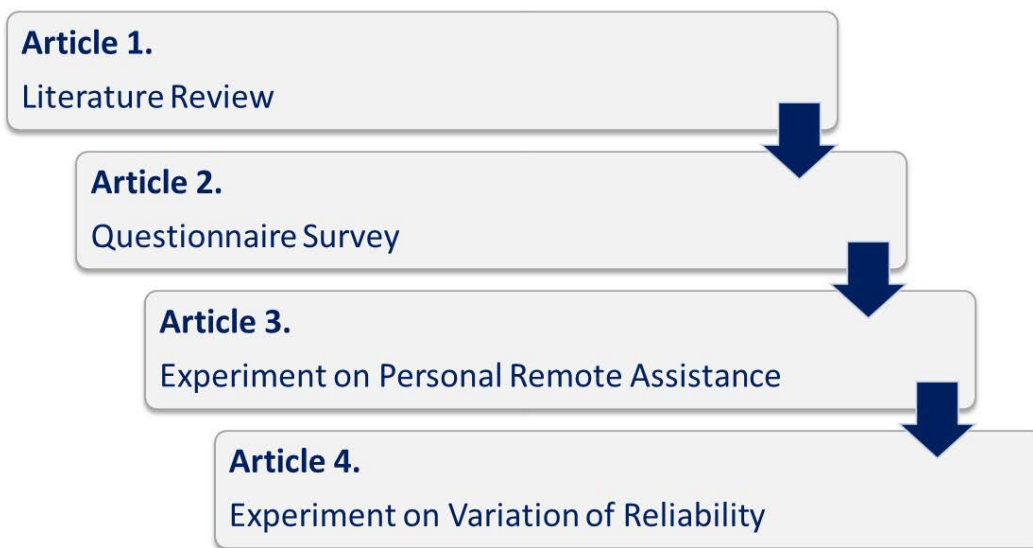 Article 1.
Literature Review
Article 2.
Questionnaire Survey
Article 3.
Experiment on Personal Remote Assistance
Article 4.
Experiment on Variation of Reliability